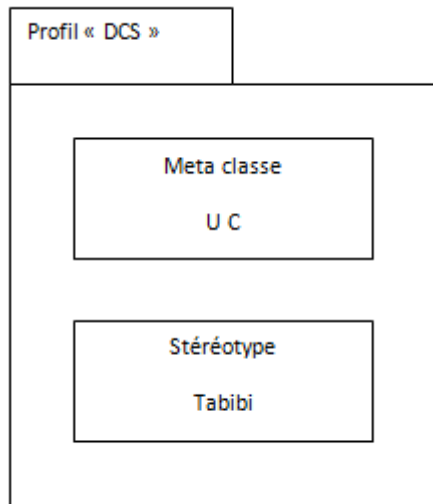 Profil « DCS »
Meta classe
U C
Stéréotype
Tabibi